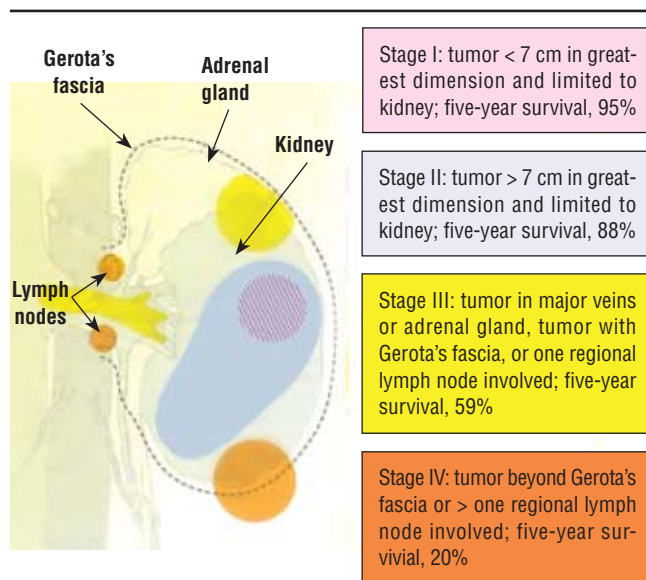 Gerota's
fascia
Adrenal
gland
Kidney
Lymph
nodes
Stage I: tumor < 7 cm in great-
est dimension and limited to
kidney; five-year survival, 95%
Stage II: tumor > 7 cm in great-
est dimension and limited to
kidney; five-year survival, 88%
Stage III: tumor in major veins
or adrenal gland, tumor with
Gerota's fascia, or one regional
lymph node involved; five-year
survival, 59%
Stage IV: tumor beyond Gerota's
fascia or > one regional lymph
node involved; five-year sur-
vivial, 20%